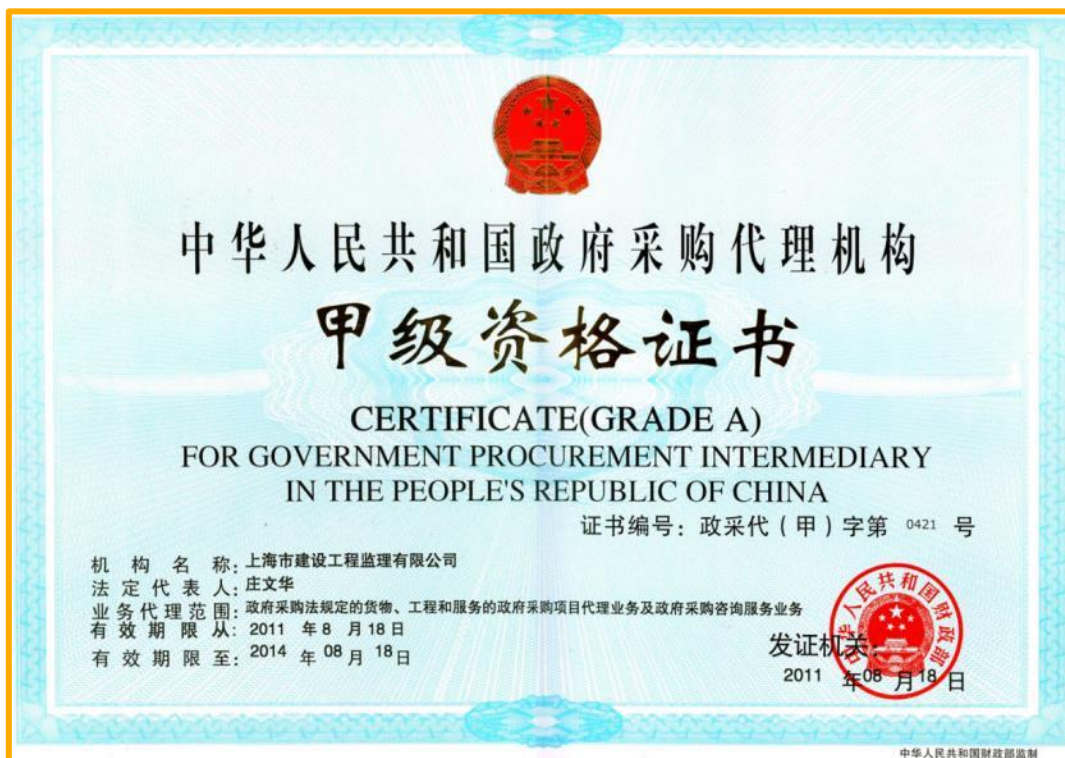 中华人民共和国政府采购代理机构
甲级资格证书
CERTIFICATE(GRADE A)
FOR GOVERNMENT PROCUREMENT INTERMEDIARY
IN THE PEOPLE'S REPUBLIC OF CHINA
证书编号：政采代（甲）字第 0421 号
机构名称：上海市建设工程监理有限公司
法定代表人：庄文华
业务代理范围：政府采购法规定的货物、工程和服务的政府采购项目代理业务及政府采购咨询服务业务
有效期限从：2011 年 8 月 18 日
有效期限至：2014 年 08 月 18 日
发证机关：
中华人民共和国财政部
2011 年 08 月 18 日
中华人民共和国财政部监制